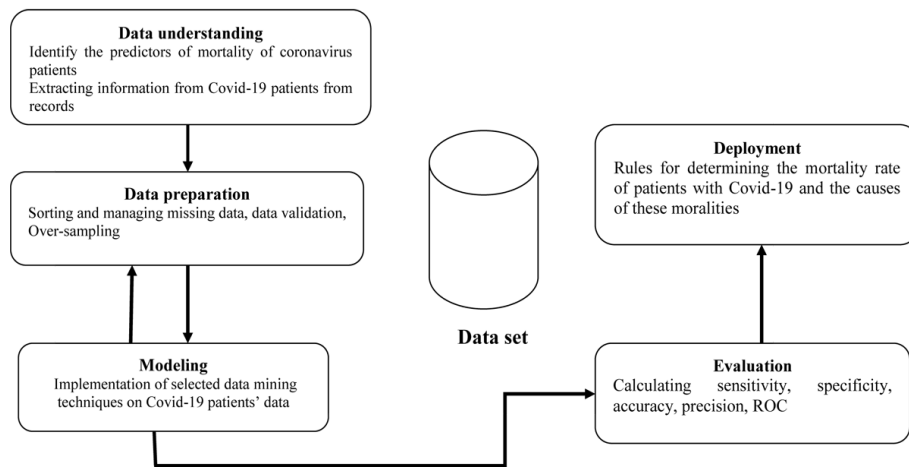 Data understanding
Identify the predictors of mortality of coronavirus
patients
Extracting information from Covid-19 patients from
records
Data preparation
Sorting and managing missing data, data validation,
Over-sampling
Modeling
Implementation of selected data mining
techniques on Covid-19 patients’ data
Data set
Deployment
Rules for determining the mortality rate
of patients with Covid-19 and the causes
of these moralities
Evaluation
Calculating sensitivity, specificity,
accuracy, precision, ROC